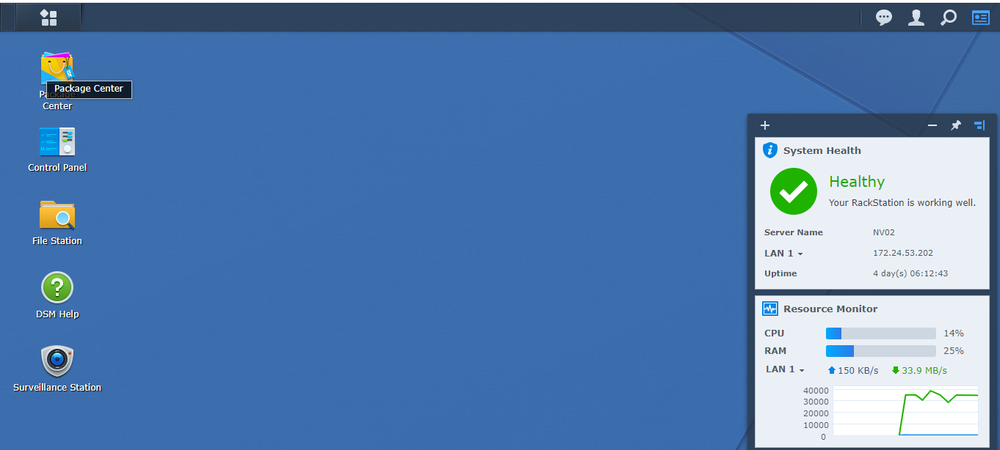 Package Center
Package
Center
Control Panel
File Station
DSM Help
Surveillance Station
System Health
Healthy
Your RackStation is working well.
Server Name NV02
LAN 1 172.24.53.202
Uptime 4 day(s) 06:12:43
Resource Monitor
CPU 14%
RAM 25%
LAN 1 150 KB/s 33.9 MB/s
40000
30000
20000
10000
0